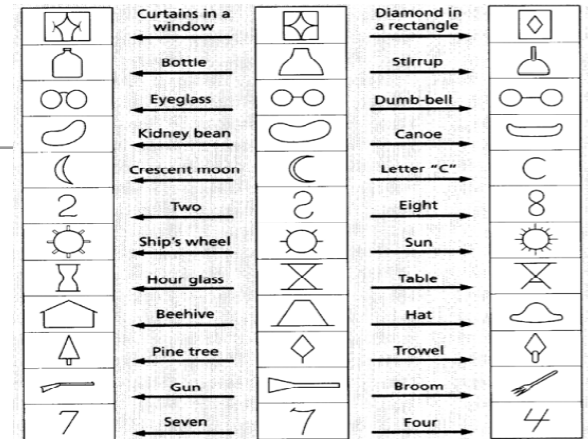 Curtains in a
window
Diamond in
a rectangle
Bottle
Stirrup
Eyeglass
Dumb-bell
Kidney bean
Canoe
Crescent moon
Letter "C"
Two
Eight
2
8
Ship's wheel
Sun
Hour glass
Table
Beehive
Hat
Pine tree
Trowel
Gun
Broom
Seven
Four
7
7
4